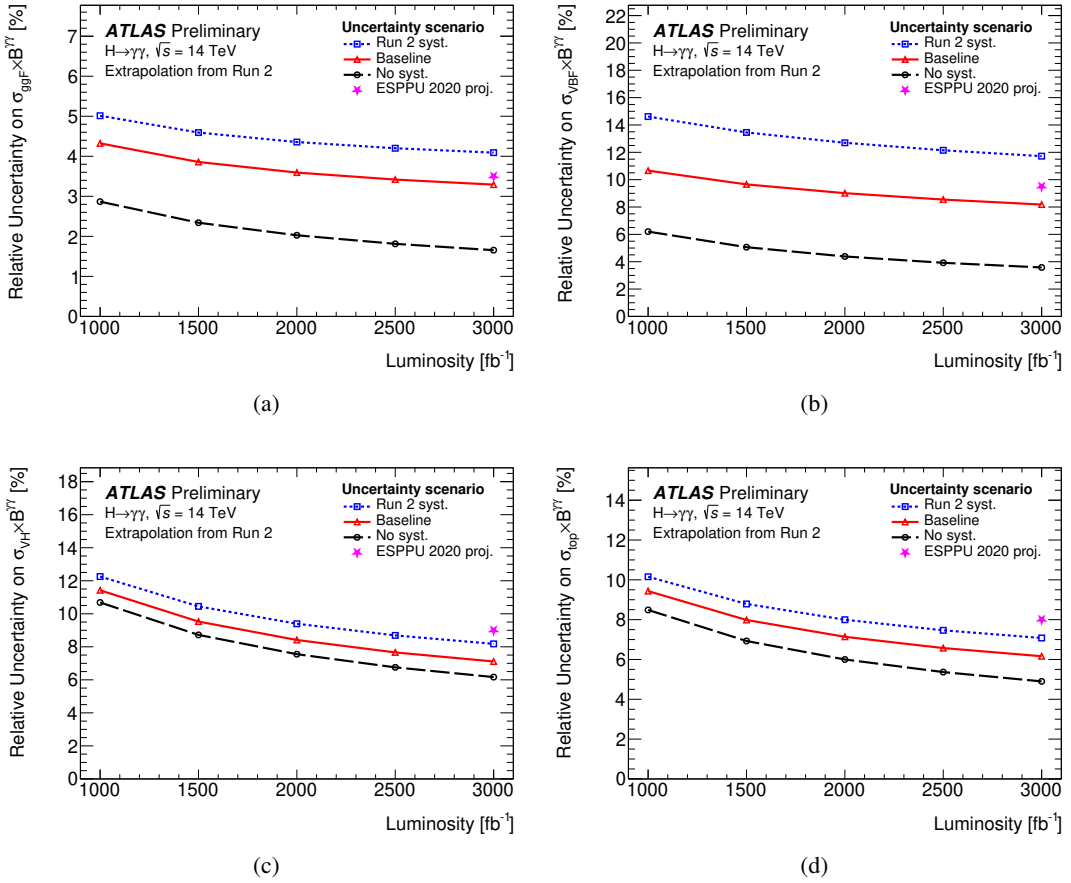 ATLAS Preliminary
H→γγ, √s = 14 TeV
Extrapolation from Run 2
Uncertainty scenario
Run 2 syst.
Baseline
No syst.
ESPPU 2020 proj.
Relative Uncertainty on σggF×Bγγ [%]
7
6
5
4
3
2
1
0
1000 1500 2000 2500 3000
Luminosity [fb⁻¹]
(a)
ATLAS Preliminary
H→γγ, √s = 14 TeV
Extrapolation from Run 2
Uncertainty scenario
Run 2 syst.
Baseline
No syst.
ESPPU 2020 proj.
Relative Uncertainty on σVBF×Bγγ [%]
22
20
18
16
14
12
10
8
6
4
2
0
1000 1500 2000 2500 3000
Luminosity [fb⁻¹]
(b)
ATLAS Preliminary
H→γγ, √s = 14 TeV
Extrapolation from Run 2
Uncertainty scenario
Run 2 syst.
Baseline
No syst.
ESPPU 2020 proj.
Relative Uncertainty on σVH×Bγγ [%]
18
16
14
12
10
8
6
4
2
0
1000 1500 2000 2500 3000
Luminosity [fb⁻¹]
(c)
ATLAS Preliminary
H→γγ, √s = 14 TeV
Extrapolation from Run 2
Uncertainty scenario
Run 2 syst.
Baseline
No syst.
ESPPU 2020 proj.
Relative Uncertainty on σtop×Bγγ [%]
14
12
10
8
6
4
2
0
1000 1500 2000 2500 3000
Luminosity [fb⁻¹]
(d)